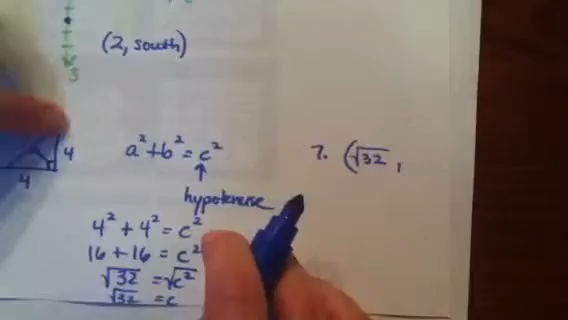 S
(2, south)
4
4
a² + b² = c²
hypotenuse
4² + 4² = c²
16 + 16 = c²
√32 = √c²
√32 = c
7. (√32,